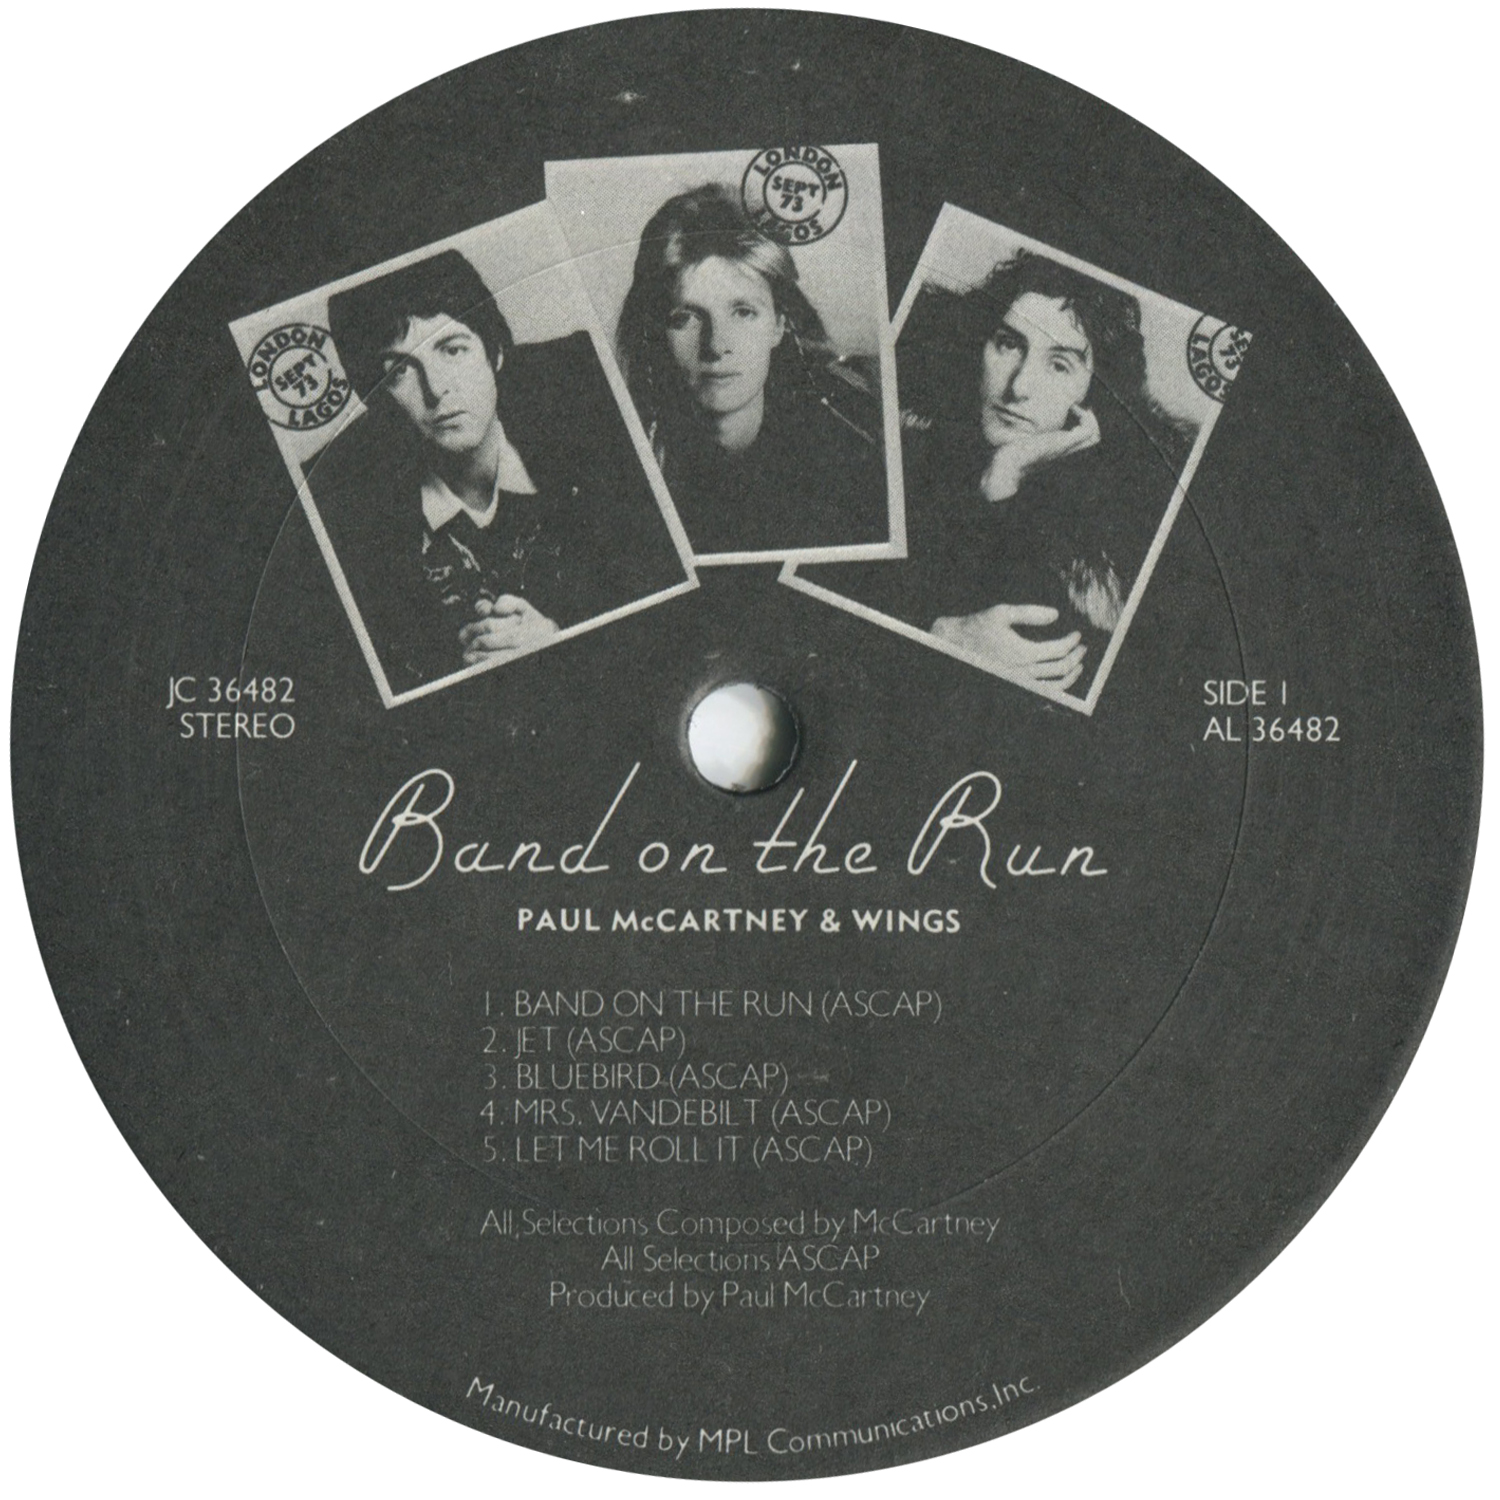 LONDON
SEPT
73
LAGOS
LONDON
SEPT
73
LAGOS
SE
73
LAGOS
JC 36482
STEREO
SIDE 1
AL 36482
Band on the Run
PAUL McCARTNEY & WINGS
1. BAND ON THE RUN (ASCAP)
2. JET (ASCAP)
3. BLUEBIRD (ASCAP)
4. MRS. VANDEBILT (ASCAP)
5. LET ME ROLL IT (ASCAP)
All Selections Composed by McCartney
All Selections ASCAP
Produced by Paul McCartney
Manufactured by MPL Communications, Inc.